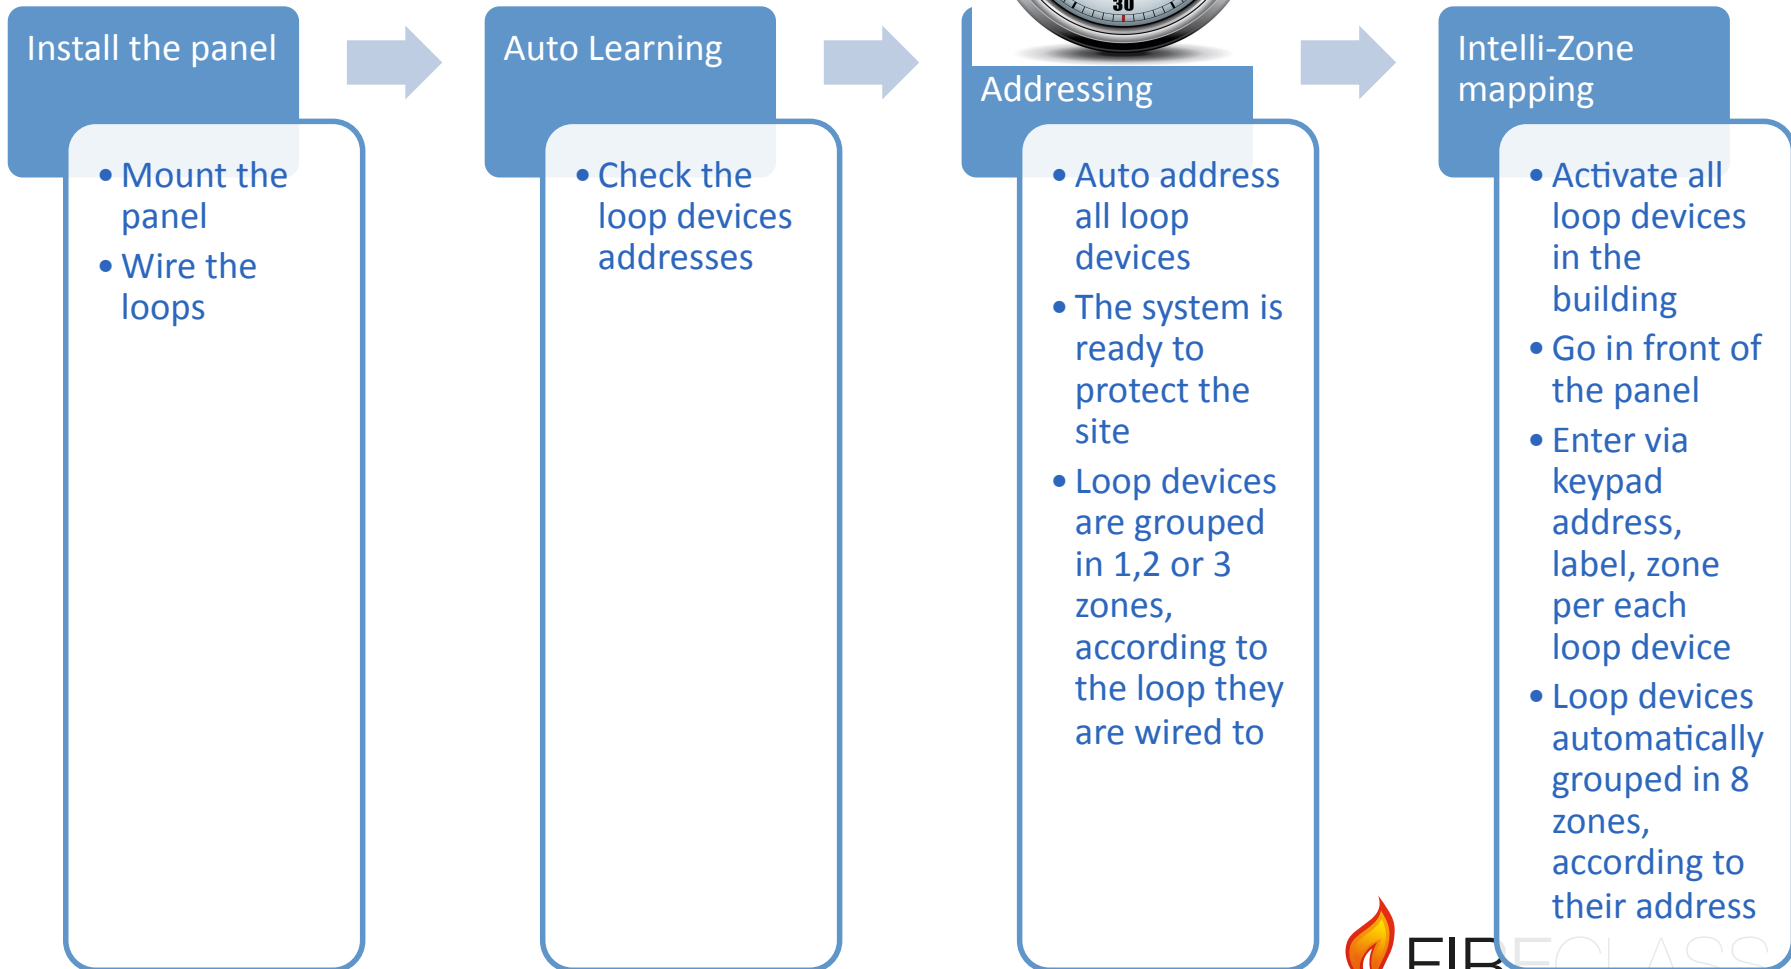 30
Install the panel
• Mount the
panel
• Wire the
loops
Auto Learning
• Check the
loop devices
addresses
Addressing
• Auto address
all loop
devices
• The system is
ready to
protect the
site
• Loop devices
are grouped
in 1,2 or 3
zones,
according to
the loop they
are wired to
Intelli-Zone
mapping
• Activate all
loop devices
in the
building
• Go in front of
the panel
• Enter via
keypad
address,
label, zone
per each
loop device
• Loop devices
automatically
grouped in 8
zones,
according to
their address
FIRECLASS